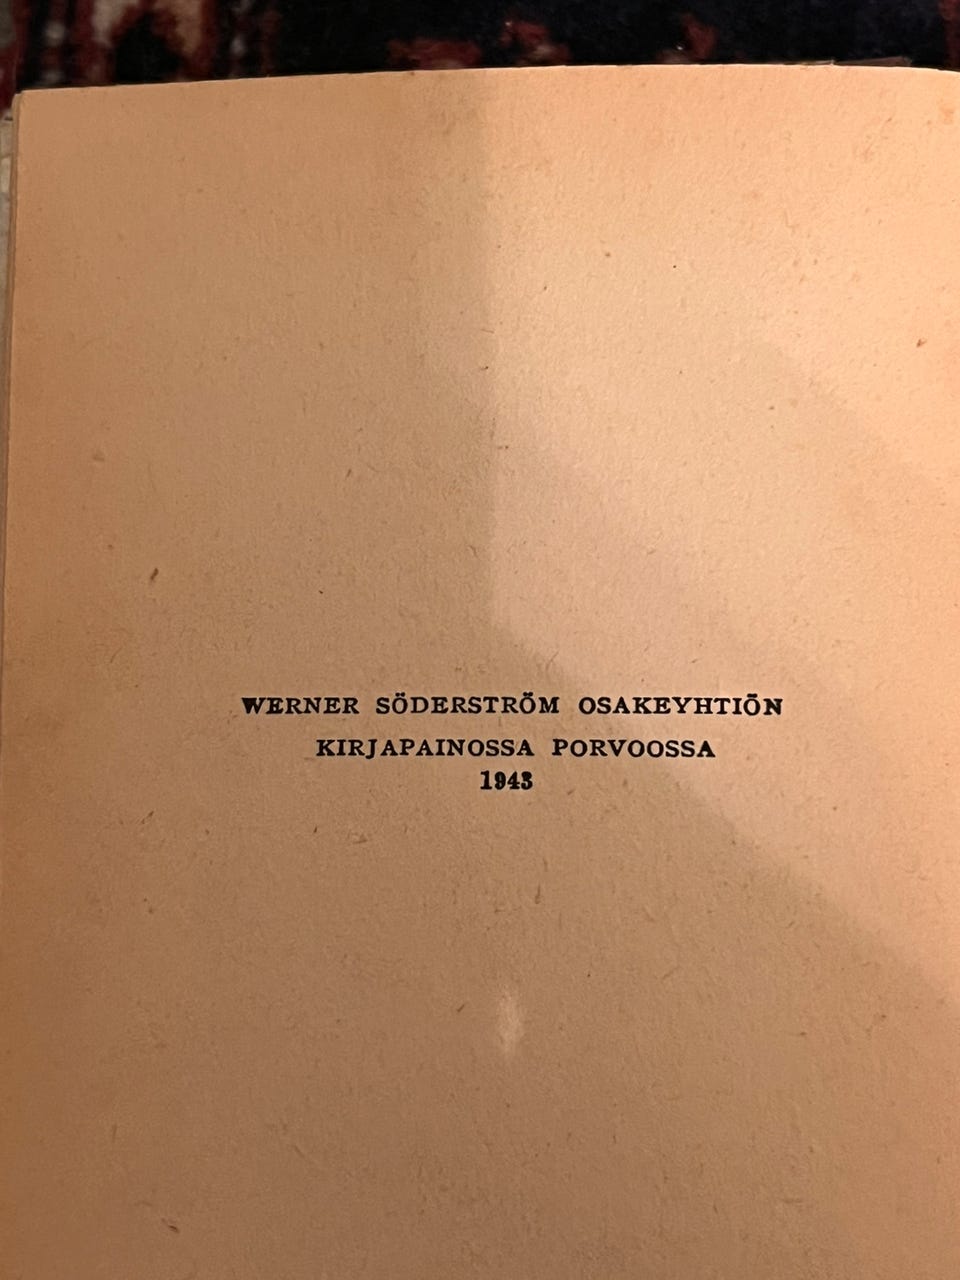 WERNER SÖDERSTRÖM OSAKEYHTIÖN
KIRJAPAINOSSA PORVOOSSA
1943